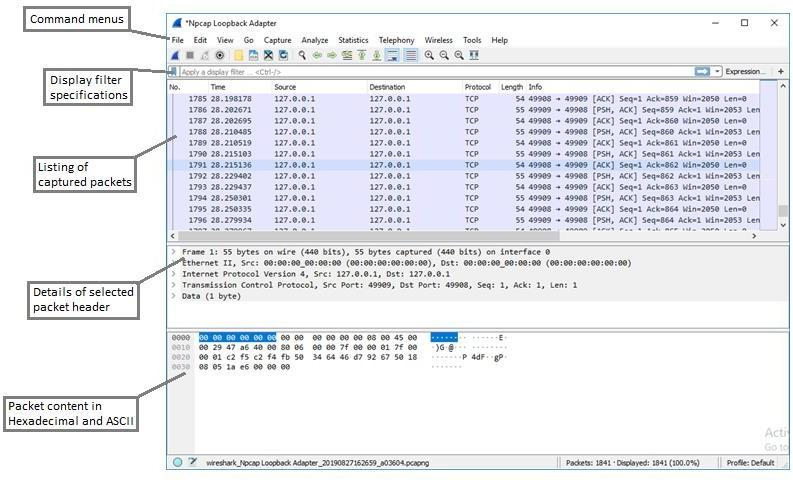 Command menus
*Npcap Loopback Adapter
File Edit View Go Capture Analyze Statistics Telephony Wireless Tools Help
Display filter
specifications
Apply a display filter ... <Ctrl-/>
Expression... +
No. Time Source Destination Protocol Length Info
1785 28.198178 127.0.0.1 127.0.0.1 TCP 54 49908 → 49909 [ACK] Seq=1 Ack=859 Win=2050 Len=0
1786 28.202671 127.0.0.1 127.0.0.1 TCP 55 49909 → 49908 [PSH, ACK] Seq=859 Ack=1 Win=2053 Len
1787 28.202695 127.0.0.1 127.0.0.1 TCP 54 49908 → 49909 [ACK] Seq=1 Ack=860 Win=2050 Len=0
1788 28.210485 127.0.0.1 127.0.0.1 TCP 55 49909 → 49908 [PSH, ACK] Seq=860 Ack=1 Win=2053 Len
1789 28.210519 127.0.0.1 127.0.0.1 TCP 54 49908 → 49909 [ACK] Seq=1 Ack=861 Win=2050 Len=0
1790 28.215103 127.0.0.1 127.0.0.1 TCP 55 49909 → 49908 [PSH, ACK] Seq=861 Ack=1 Win=2053 Len
1791 28.215136 127.0.0.1 127.0.0.1 TCP 54 49908 → 49909 [ACK] Seq=1 Ack=862 Win=2050 Len=0
1792 28.229402 127.0.0.1 127.0.0.1 TCP 55 49909 → 49908 [PSH, ACK] Seq=862 Ack=1 Win=2053 Len
1793 28.229437 127.0.0.1 127.0.0.1 TCP 54 49908 → 49909 [ACK] Seq=1 Ack=863 Win=2050 Len=0
1794 28.250301 127.0.0.1 127.0.0.1 TCP 55 49909 → 49908 [PSH, ACK] Seq=863 Ack=1 Win=2053 Len
1795 28.250335 127.0.0.1 127.0.0.1 TCP 54 49908 → 49909 [ACK] Seq=1 Ack=864 Win=2050 Len=0
1796 28.279934 127.0.0.1 127.0.0.1 TCP 55 49909 → 49908 [PSH, ACK] Seq=864 Ack=1 Win=2053 Len
Listing of
captured packets
Frame 1: 55 bytes on wire (440 bits), 55 bytes captured (440 bits) on interface 0
Ethernet II, Src: 00:00:00_00:00:00 (00:00:00:00:00:00), Dst: 00:00:00_00:00:00 (00:00:00:00:00:00)
Internet Protocol Version 4, Src: 127.0.0.1, Dst: 127.0.0.1
Transmission Control Protocol, Src Port: 49909, Dst Port: 49908, Seq: 1, Ack: 1, Len: 1
Data (1 byte)
Details of selected
packet header
0000 00 00 00 00 00 00 00 00 00 00 00 00 08 00 45 00 ······ ······E·
0010 00 29 47 a6 40 00 80 06 00 00 7f 00 00 01 7f 00 ·)G·@··· ········
0020 00 01 c2 f5 c2 f4 fb 50 34 64 46 d7 92 67 50 18 ·······P 4dF··gP·
0030 08 05 1a e6 00 00 00 ·······
Packet content in
Hexadecimal and ASCII
Acti
Go to
wireshark_Npcap Loopback Adapter_20190827162659_a03604.pcapng
Packets: 1841 · Displayed: 1841 (100.0%)
Profile: Default